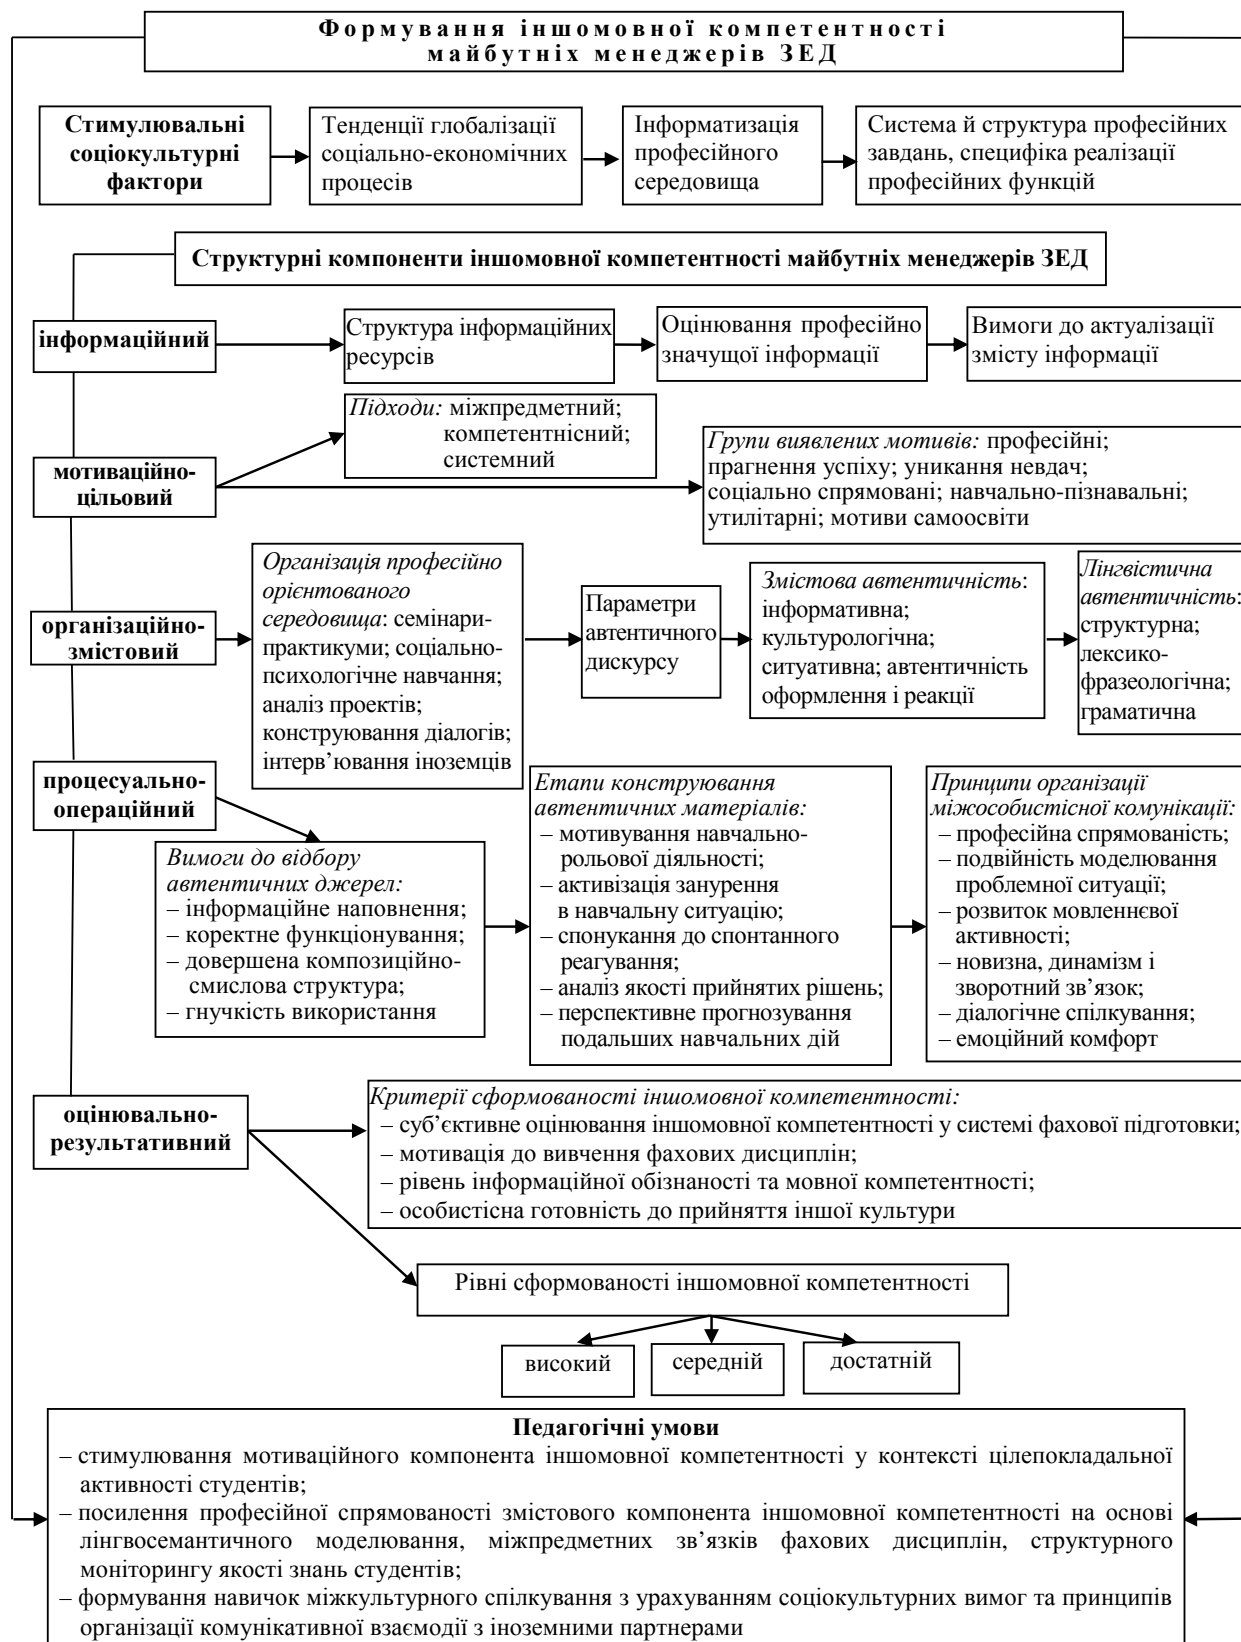 Формування іншомовної компетентності
майбутніх менеджерів ЗЕД
Стимулювальні
соціокультурні
фактори
Тенденції глобалізації
соціально-економічних
процесів
Інформатизація
професійного
середовища
Система й структура професійних
завдань, специфіка реалізації
професійних функцій
Структурні компоненти іншомовної компетентності майбутніх менеджерів ЗЕД
інформаційний
Структура інформаційних
ресурсів
Оцінювання професійно
значущої інформації
Вимоги до актуалізації
змісту інформації
мотиваційно-
цільовий
Підходи: міжпредметний;
компетентнісний;
системний
Групи виявлених мотивів: професійні;
прагнення успіху; уникання невдач;
соціально спрямовані; навчально-пізнавальні;
утилітарні; мотиви самоосвіти
організаційно-
змістовий
Організація професійно
орієнтованого
середовища: семінари-
практикуми; соціально-
психологічне навчання;
аналіз проектів;
конструювання діалогів;
інтерв’ювання іноземців
Параметри
автентичного
дискурсу
Змістова автентичність:
інформативна;
культурологічна;
ситуативна; автентичність
оформлення і реакції
Лінгвістична
автентичність:
структурна;
лексико-
фразеологічна;
граматична
процесуально-
операційний
Вимоги до відбору
автентичних джерел:
– інформаційне наповнення;
– коректне функціонування;
– довершена композиційно-
смислова структура;
– гнучкість використання
Етапи конструювання
автентичних матеріалів:
– мотивування навчально-
рольової діяльності;
– активізація занурення
в навчальну ситуацію;
– спонукання до спонтанного
реагування;
– аналіз якості прийнятих рішень;
– перспективне прогнозування
подальших навчальних дій
Принципи організації
міжособистісної комунікації:
– професійна спрямованість;
– подвійність моделювання
проблемної ситуації;
– розвиток мовленнєвої
активності;
– новизна, динамізм і
зворотний зв’язок;
– діалогічне спілкування;
– емоційний комфорт
оцінювально-
результативний
Критерії сформованості іншомовної компетентності:
– суб’єктивне оцінювання іншомовної компетентності у системі фахової підготовки;
– мотивація до вивчення фахових дисциплін;
– рівень інформаційної обізнаності та мовної компетентності;
– особистісна готовність до прийняття іншої культури
Рівні сформованості іншомовної компетентності
високий
середній
достатній
Педагогічні умови
– стимулювання мотиваційного компонента іншомовної компетентності у контексті цілепокладальної
активності студентів;
– посилення професійної спрямованості змістового компонента іншомовної компетентності на основі
лінгвосемантичного моделювання, міжпредметних зв’язків фахових дисциплін, структурного
моніторингу якості знань студентів;
– формування навичок міжкультурного спілкування з урахуванням соціокультурних вимог та принципів
організації комунікативної взаємодії з іноземними партнерами